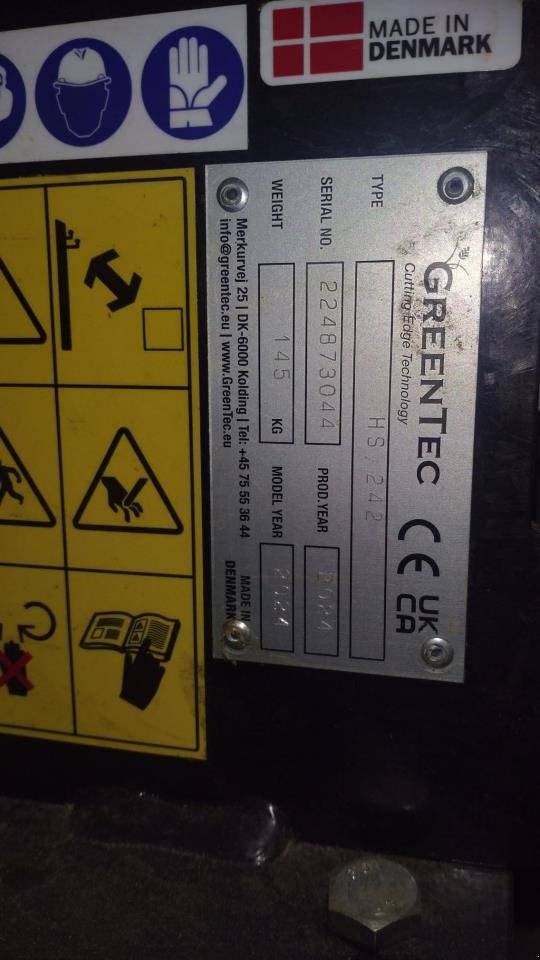 MADE IN
DENMARK
GREENTEC
Cutting Edge Technology
CE UK
CA
TYPE HS.242
SERIAL NO. 224873044 PROD.YEAR 2024
WEIGHT 145 KG MODEL YEAR 2024
Merkurvej 25 | DK-6000 Kolding | Tel: +45 75 55 36 44
info@greentec.eu | www.GreenTec.eu
MADE IN
DENMARK